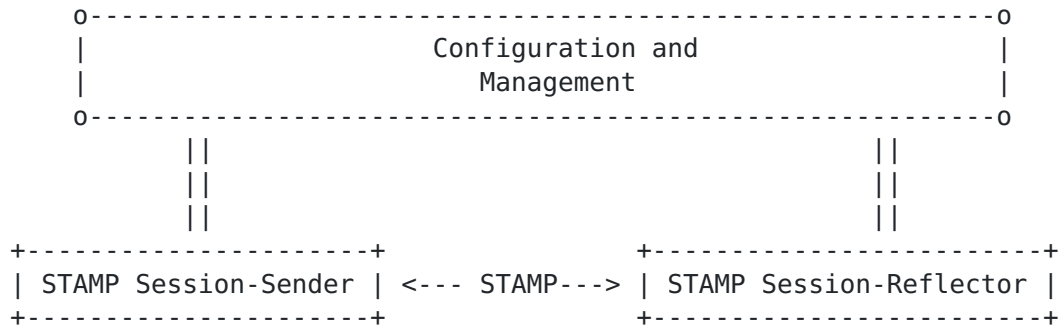 Configuration and
Management
STAMP Session-Sender <--- STAMP---> STAMP Session-Reflector